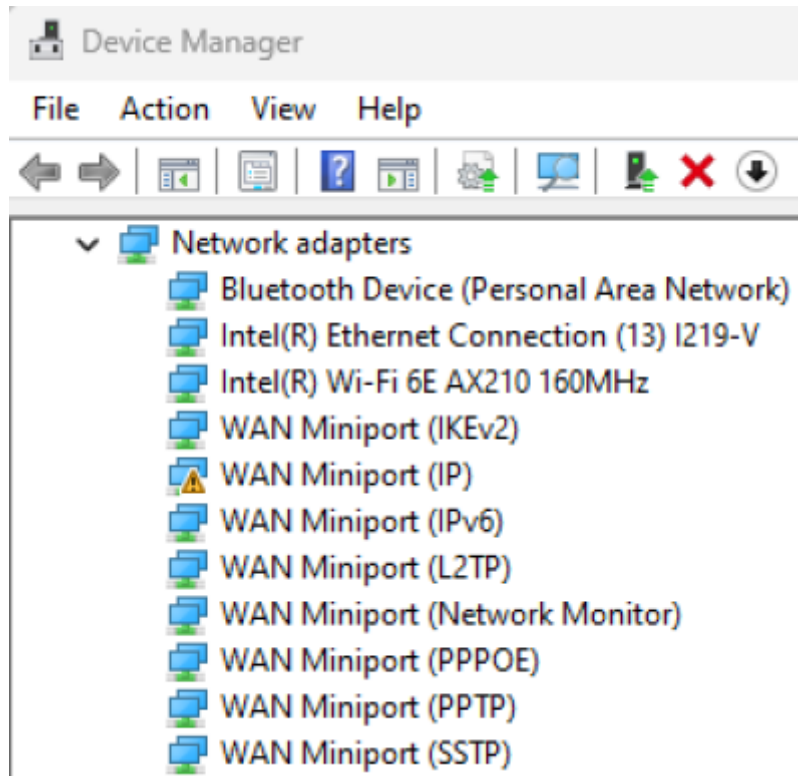 Device Manager
File Action View Help
Network adapters
Bluetooth Device (Personal Area Network)
Intel(R) Ethernet Connection (13) I219-V
Intel(R) Wi-Fi 6E AX210 160MHz
WAN Miniport (IKEv2)
WAN Miniport (IP)
WAN Miniport (IPv6)
WAN Miniport (L2TP)
WAN Miniport (Network Monitor)
WAN Miniport (PPPOE)
WAN Miniport (PPTP)
WAN Miniport (SSTP)